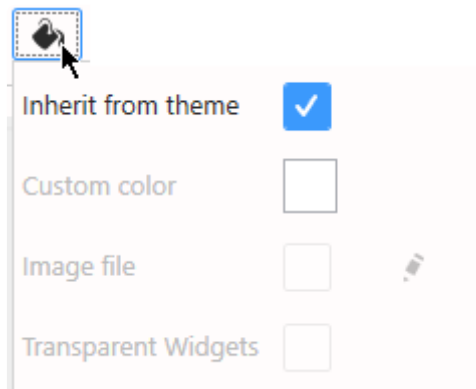 Inherit from theme
Custom color
Image file
Transparent Widgets